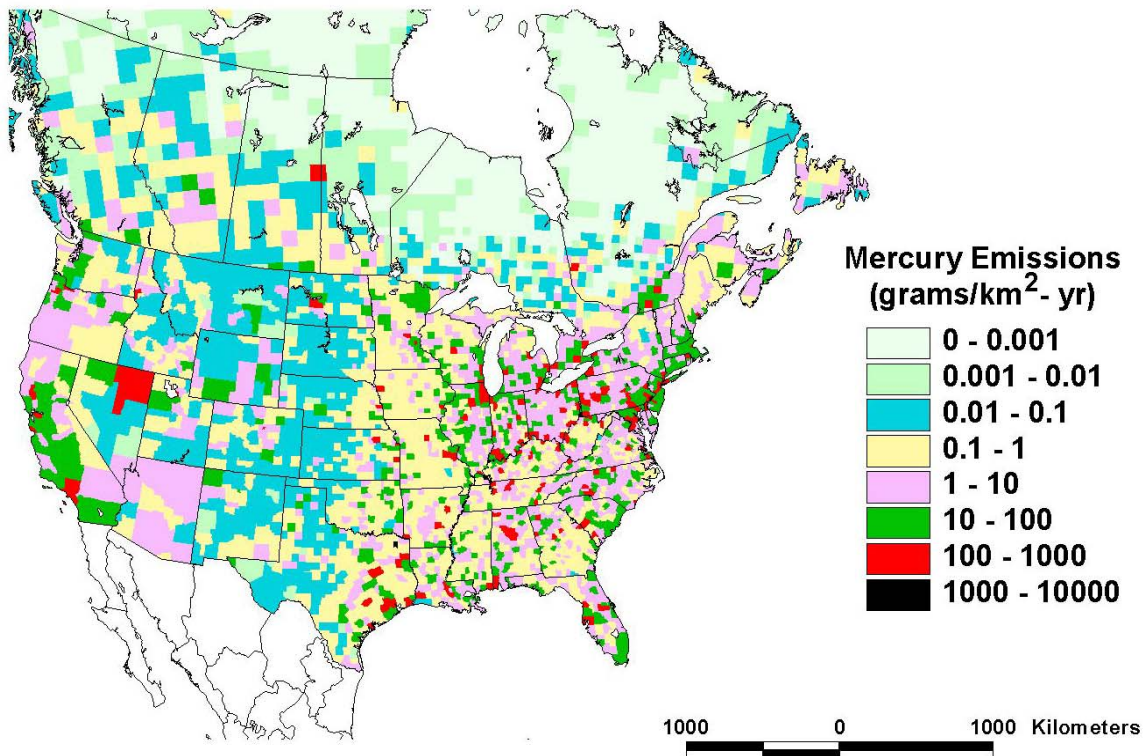 Mercury Emissions
(grams/km²- yr)
0 - 0.001
0.001 - 0.01
0.01 - 0.1
0.1 - 1
1 - 10
10 - 100
100 - 1000
1000 - 10000
1000 0 1000 Kilometers